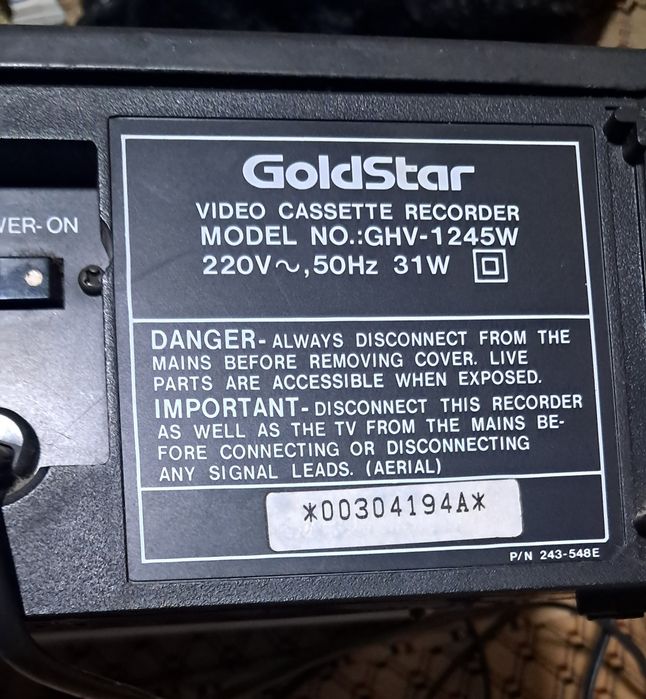 GoldStar
VIDEO CASSETTE RECORDER
MODEL NO.:GHV-1245W
220V∼,50Hz 31W
WER-ON
DANGER-ALWAYS DISCONNECT FROM THE
MAINS BEFORE REMOVING COVER. LIVE
PARTS ARE ACCESSIBLE WHEN EXPOSED.
IMPORTANT-DISCONNECT THIS RECORDER
AS WELL AS THE TV FROM THE MAINS BE-
FORE CONNECTING OR DISCONNECTING
ANY SIGNAL LEADS. (AERIAL)
*00304194A*
P/N 243-548E